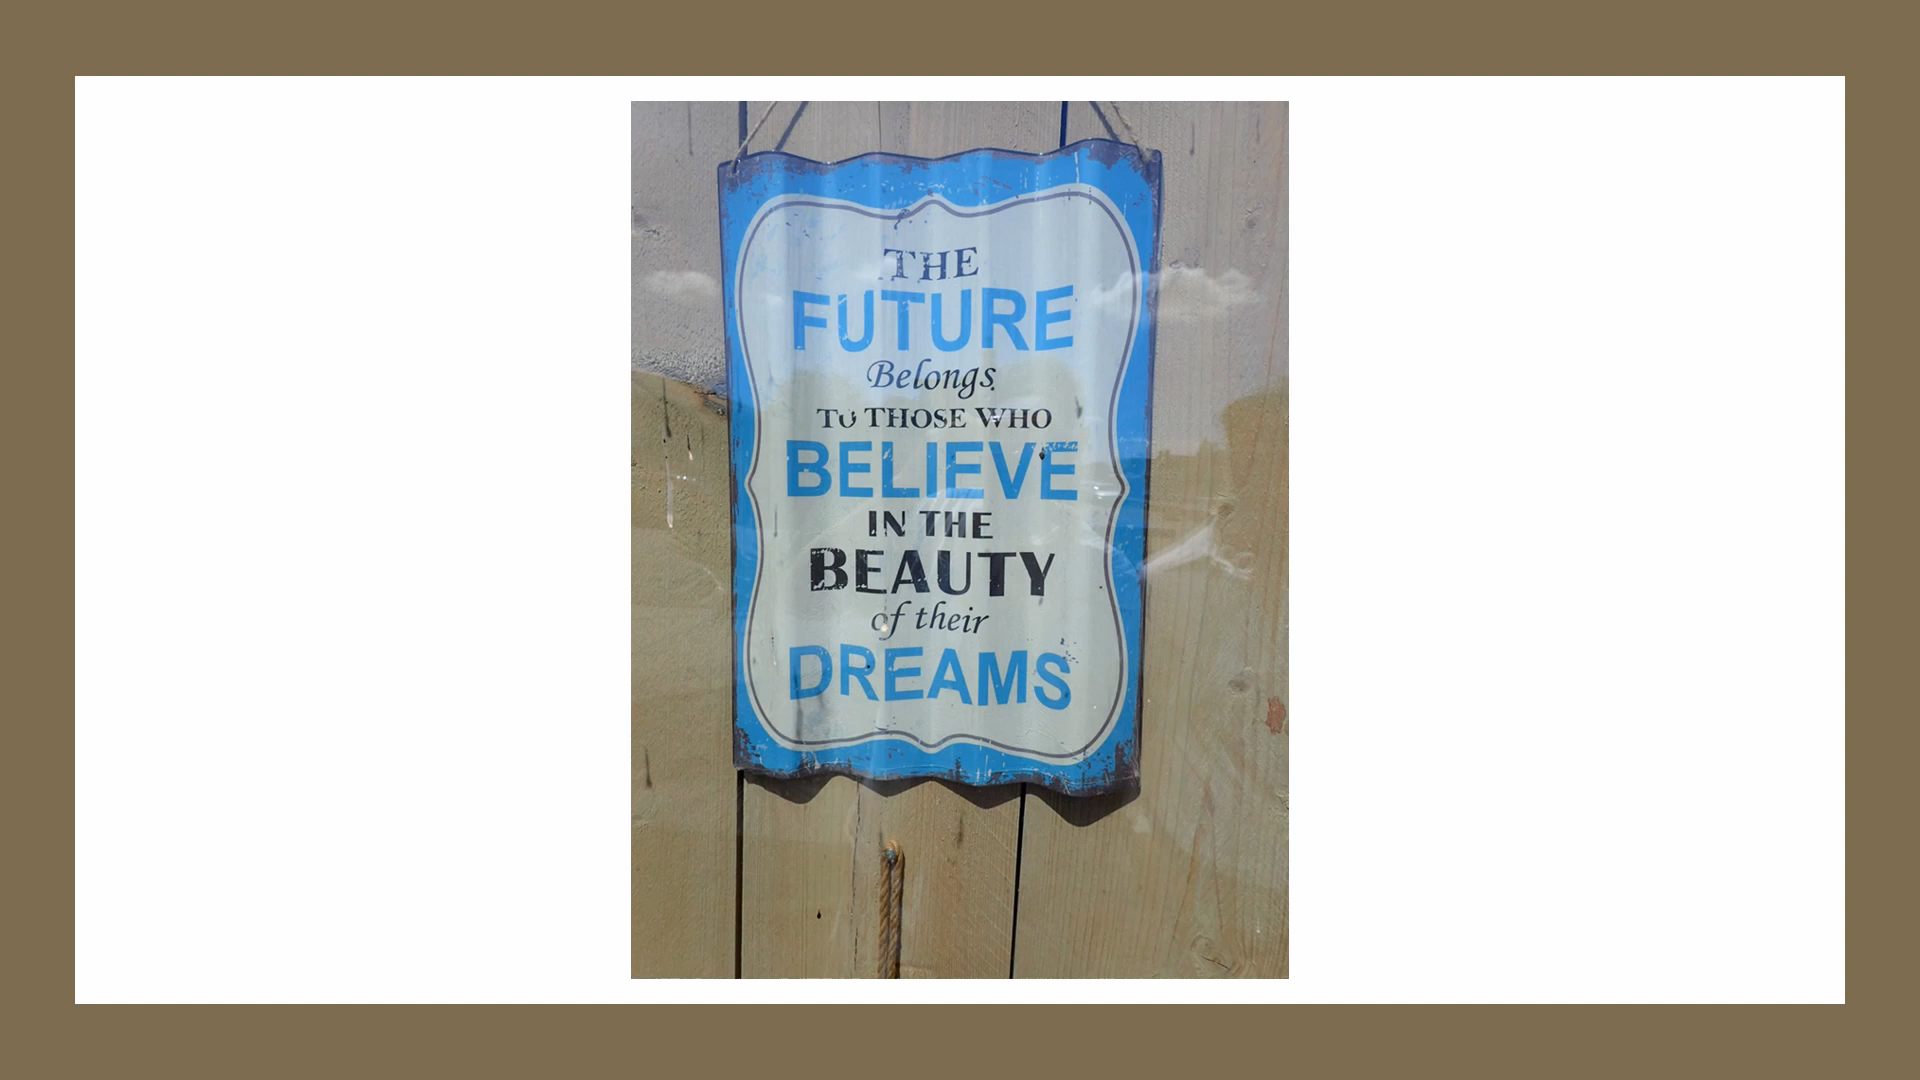 THE
FUTURE
Belongs
TO THOSE WHO
BELIEVE
IN THE
BEAUTY
of their
DREAMS